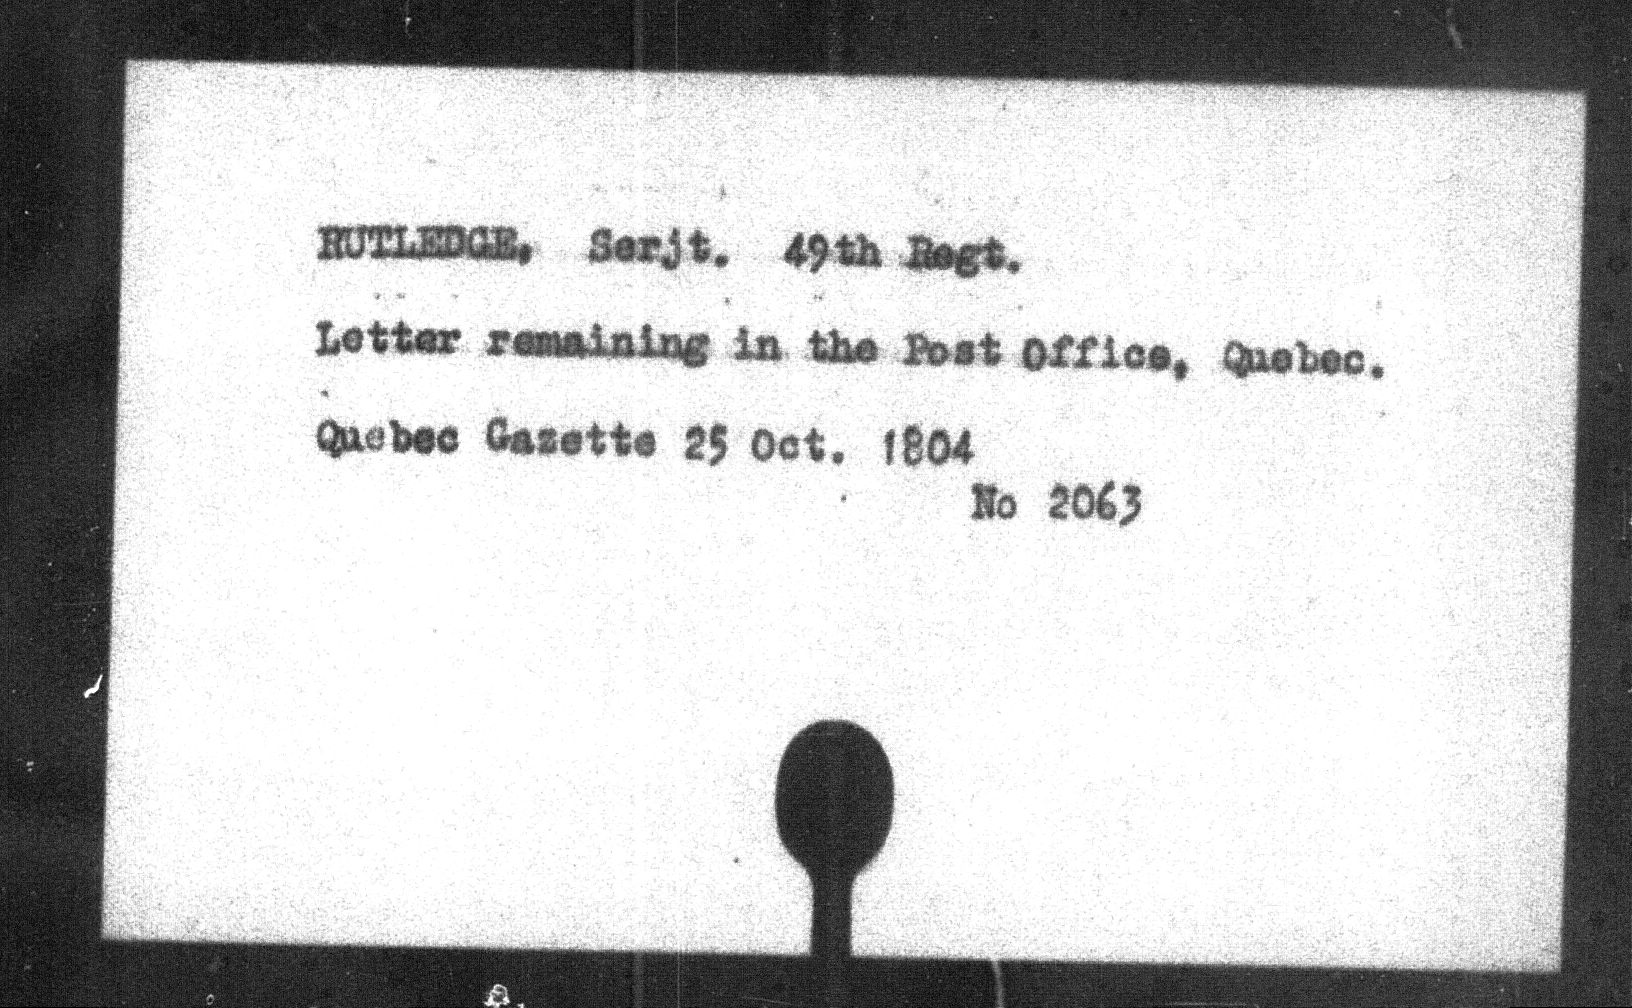 RUTLEDGE, Serjt. 49th Regt.
Letter remaining in the Post Office, Quebec.
Quebec Gazette 25 Oct. 1804
No 2063